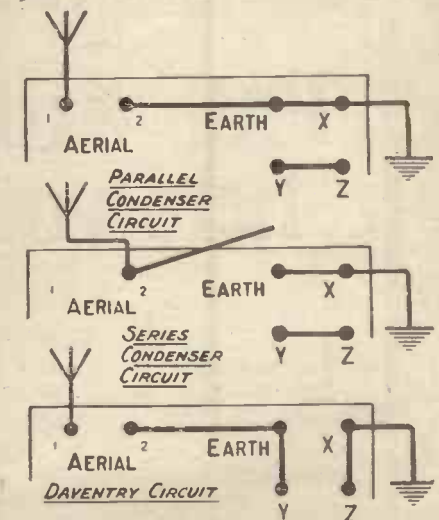 1 2 EARTH X
AERIAL
Y Z
PARALLEL
CONDENSER
CIRCUIT
1 2 EARTH X
AERIAL
Y Z
SERIES
CONDENSER
CIRCUIT
1 2 EARTH X
AERIAL
DAVENTRY CIRCUIT
Y Z